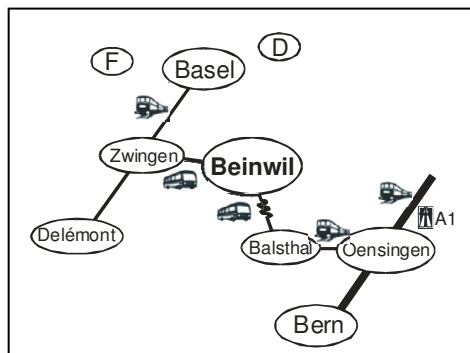 F
D
Basel
Zwingen
Beinwil
Delémont
Balsthal
Oensingen
A1
Bern